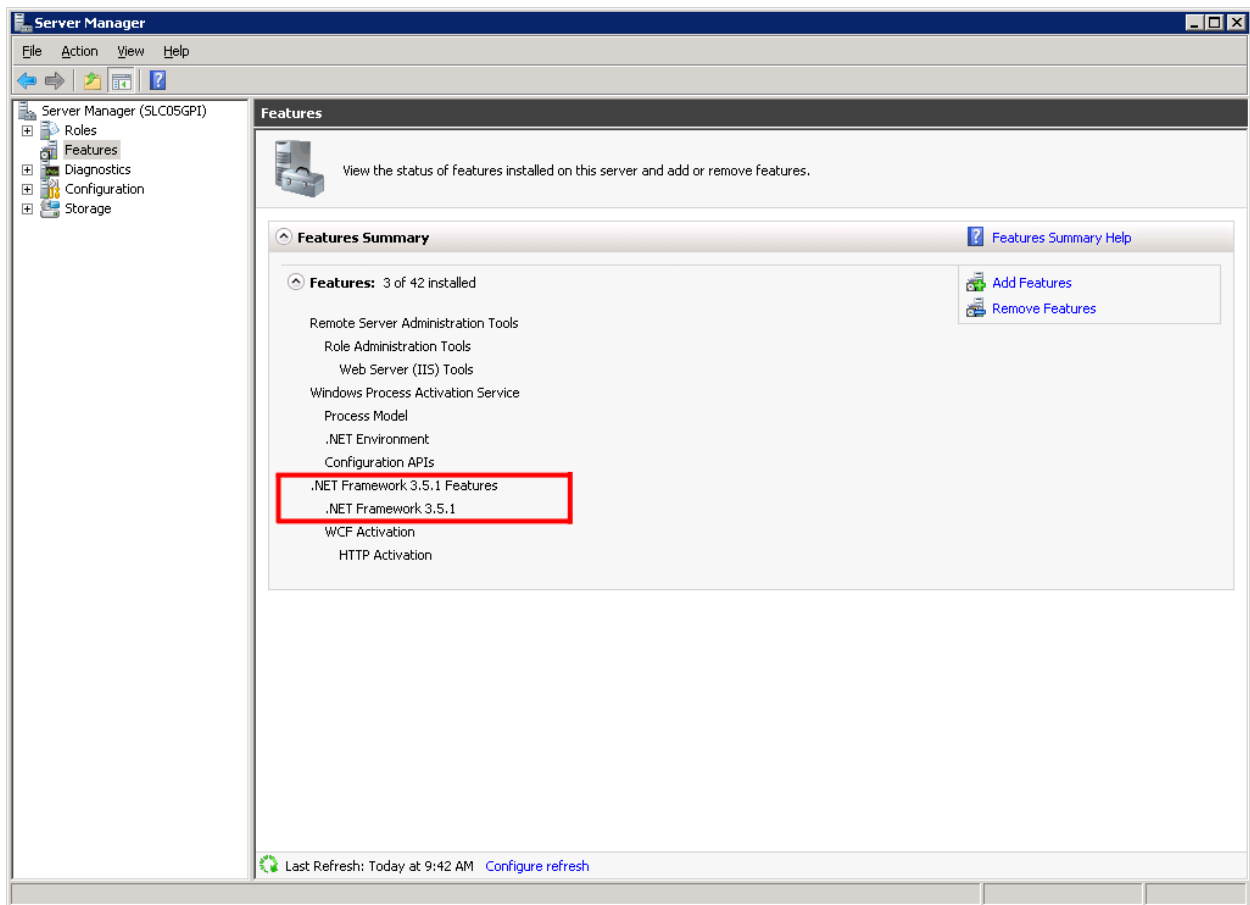 Server Manager
File Action View Help
Server Manager (SLC05GPI)
Roles
Features
Diagnostics
Configuration
Storage
Features
View the status of features installed on this server and add or remove features.
Features Summary
Features Summary Help
Features: 3 of 42 installed
Add Features
Remove Features
Remote Server Administration Tools
Role Administration Tools
Web Server (IIS) Tools
Windows Process Activation Service
Process Model
.NET Environment
Configuration APIs
.NET Framework 3.5.1 Features
.NET Framework 3.5.1
WCF Activation
HTTP Activation
Last Refresh: Today at 9:42 AM Configure refresh